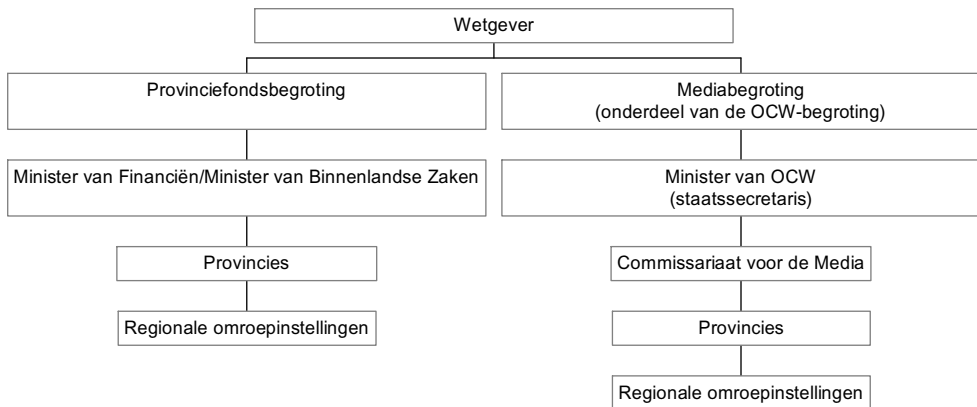 Wetgever
Provinciefondsbegroting
Mediabegroting
(onderdeel van de OCW-begroting)
Minister van Financiën/Minister van Binnenlandse Zaken
Minister van OCW
(staatssecretaris)
Provincies
Commissariaat voor de Media
Regionale omroepinstellingen
Provincies
Regionale omroepinstellingen